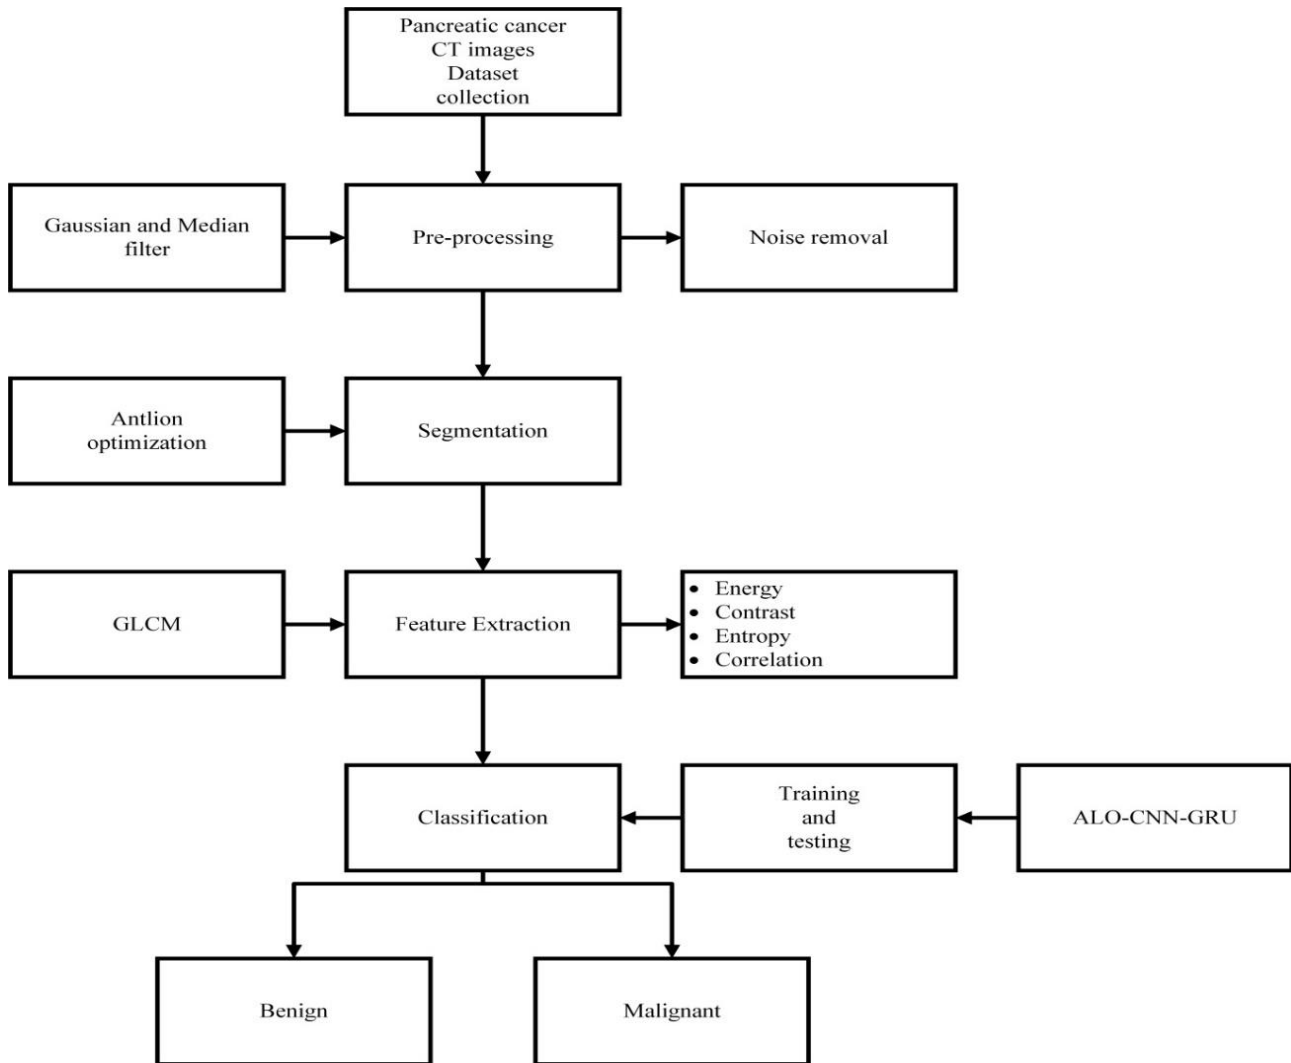 Pancreatic cancer
CT images
Dataset
collection
Gaussian and Median
filter
Pre-processing
Noise removal
Antlion
optimization
Segmentation
GLCM
Feature Extraction
• Energy
• Contrast
• Entropy
• Correlation
Classification
Training
and
testing
ALO-CNN-GRU
Benign
Malignant